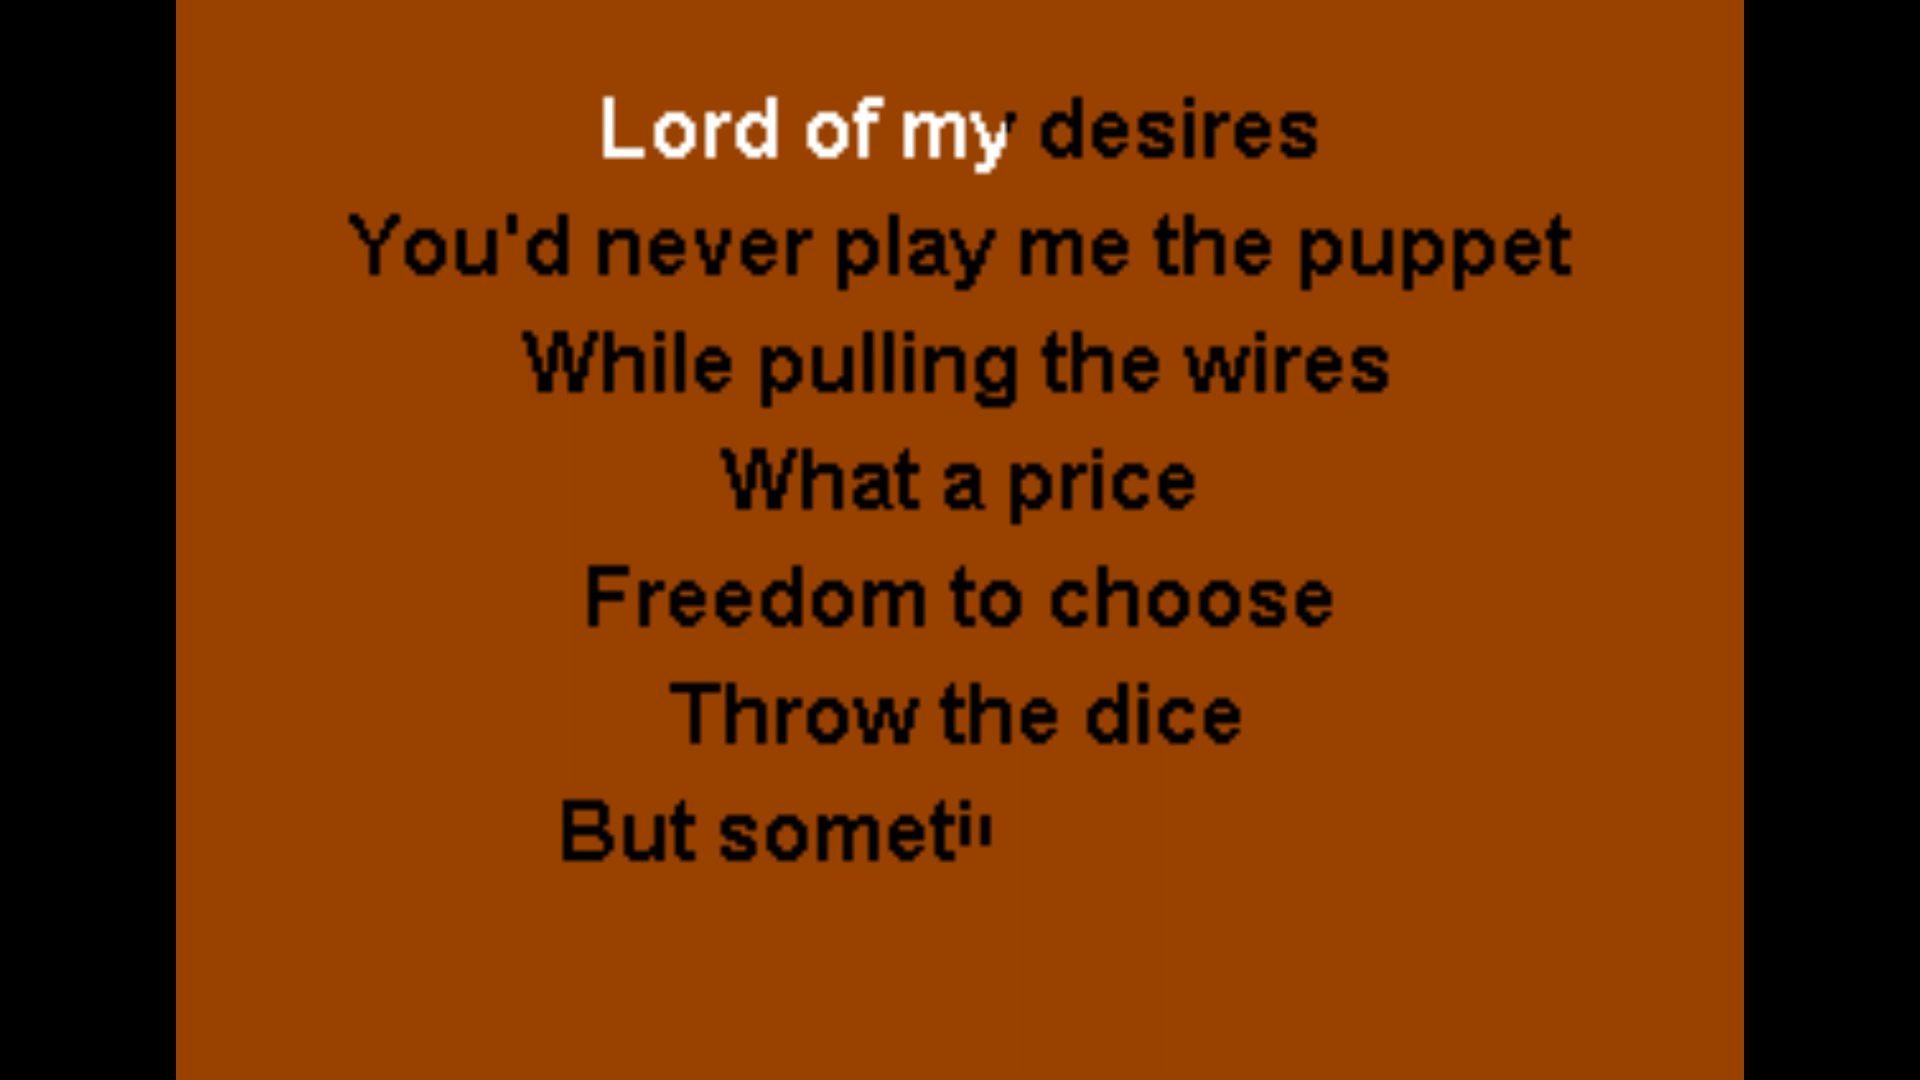 Lord of my desires
You'd never play me the puppet
While pulling the wires
What a price
Freedom to choose
Throw the dice
But